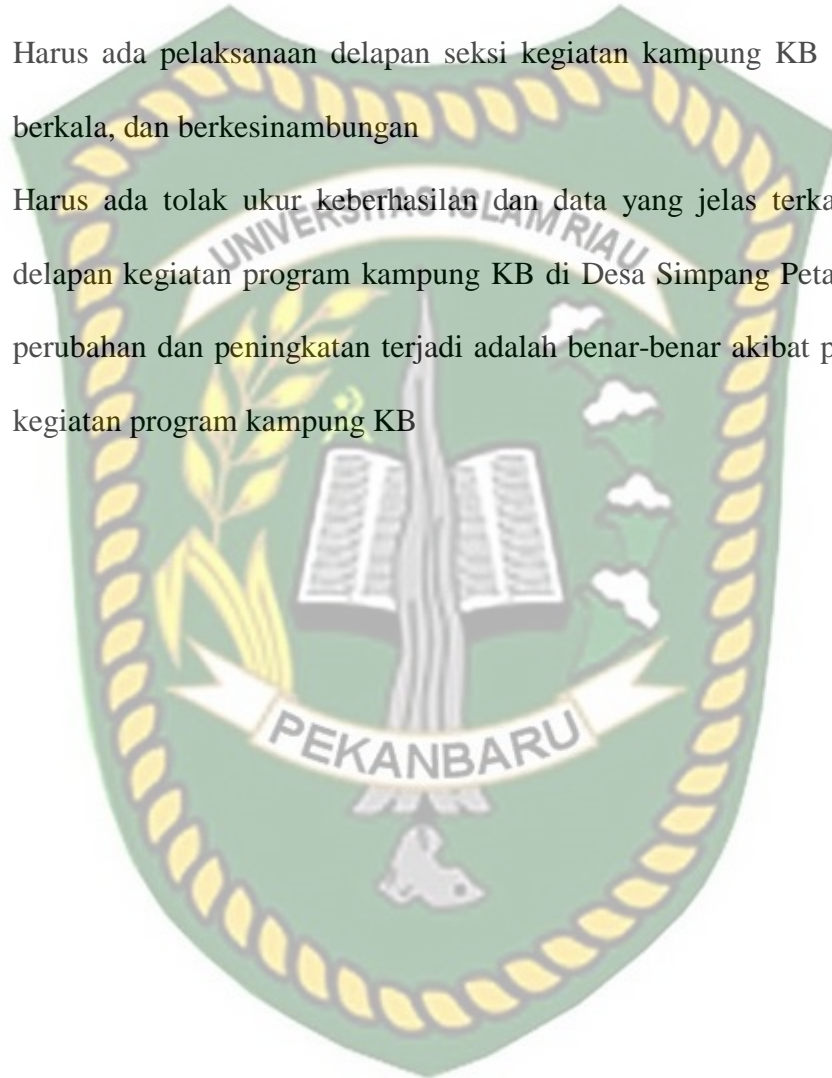 Harus ada pelaksanaan delapan seksi kegiatan kampung KB
berkala, dan berkesinambungan
Harus ada tolak ukur keberhasilan dan data yang jelas
delapan kegiatan program kampung KB di Desa Simpang
perubahan dan peningkatan terjadi adalah benar-benar akibat
kegiatan program kampung KB
UNIVERSITAS ISLAM RIAU
PEKANBARU